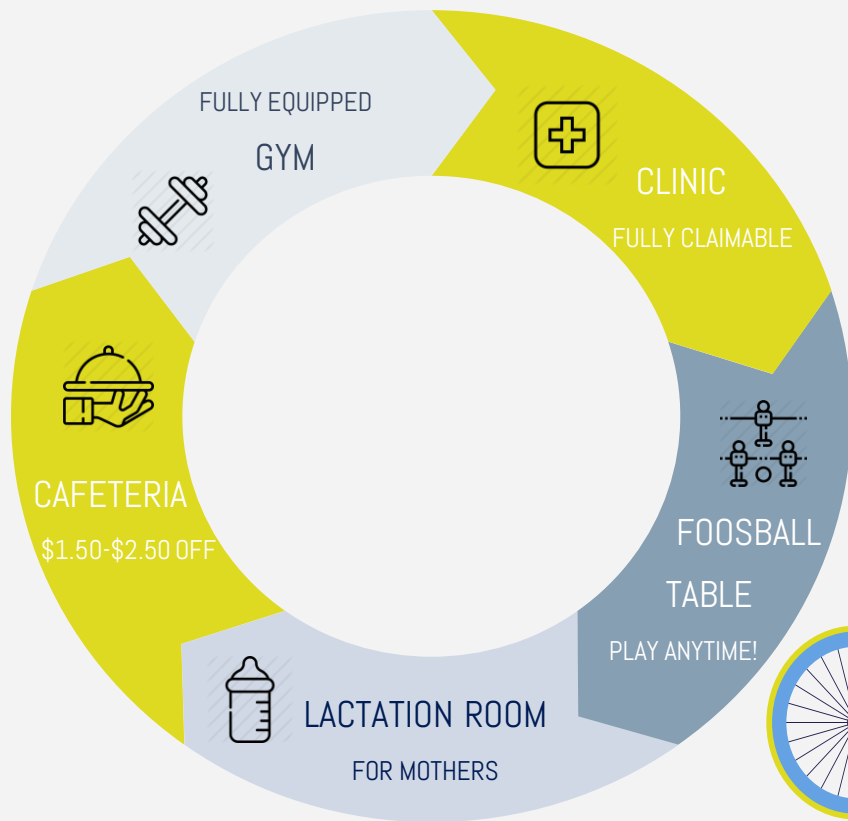 FULLY EQUIPPED
GYM
CLINIC
FULLY CLAIMABLE
FOOSBALL
TABLE
PLAY ANYTIME!
LACTATION ROOM
FOR MOTHERS
CAFETERIA
$1.50-$2.50 OFF